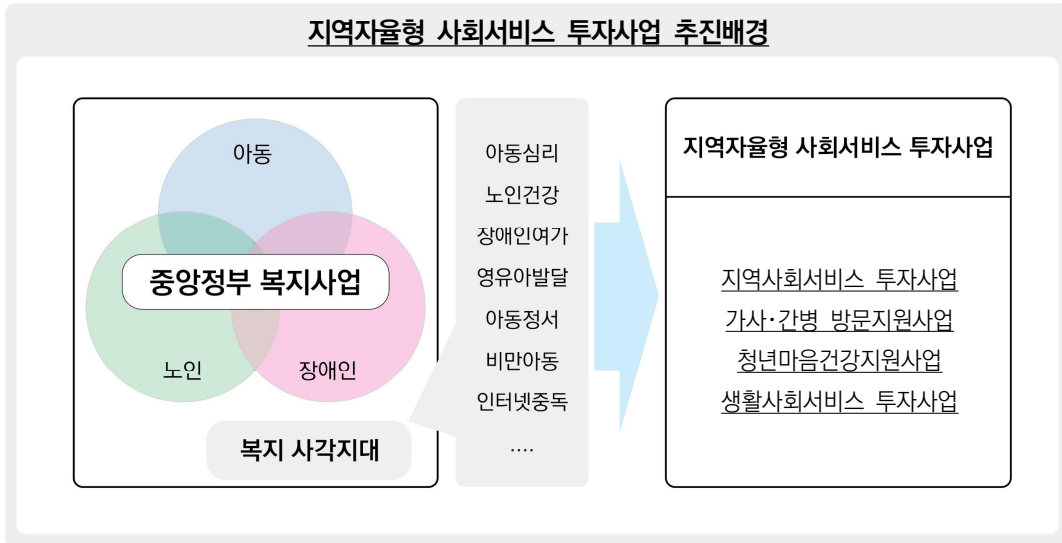 지역자율형 사회서비스 투자사업 추진배경
아동
중앙정부 복지사업
노인
장애인
복지 사각지대
아동심리
노인건강
장애인여가
영유아발달
아동정서
비만아동
인터넷중독
....
지역자율형 사회서비스 투자사업
지역사회서비스 투자사업
가사·간병 방문지원사업
청년마음건강지원사업
생활사회서비스 투자사업